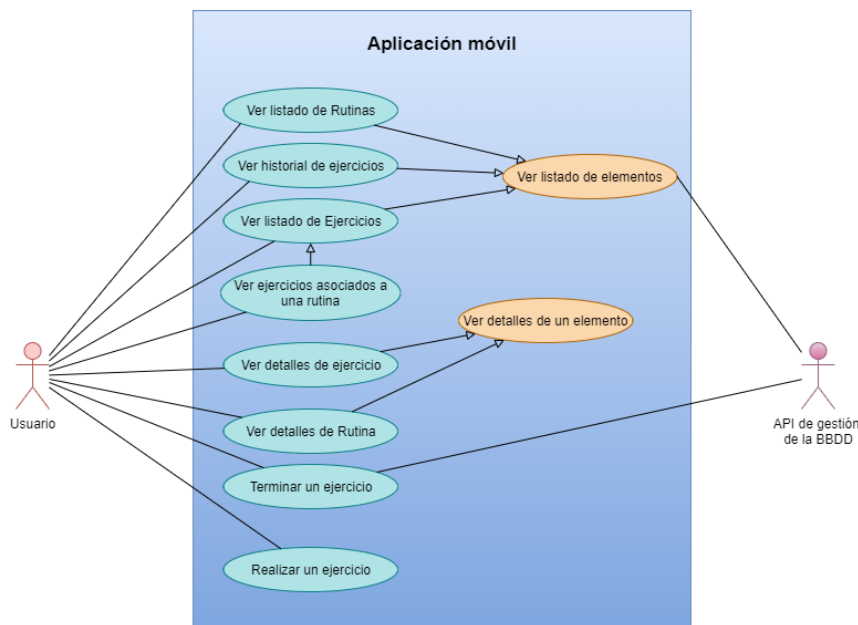 Aplicación móvil
Ver listado de Rutinas
Ver historial de ejercicios
Ver listado de elementos
Ver listado de Ejercicios
Ver ejercicios asociados a
una rutina
Ver detalles de un elemento
Ver detalles de ejercicio
Usuario
API de gestión
de la BBDD
Ver detalles de Rutina
Terminar un ejercicio
Realizar un ejercicio